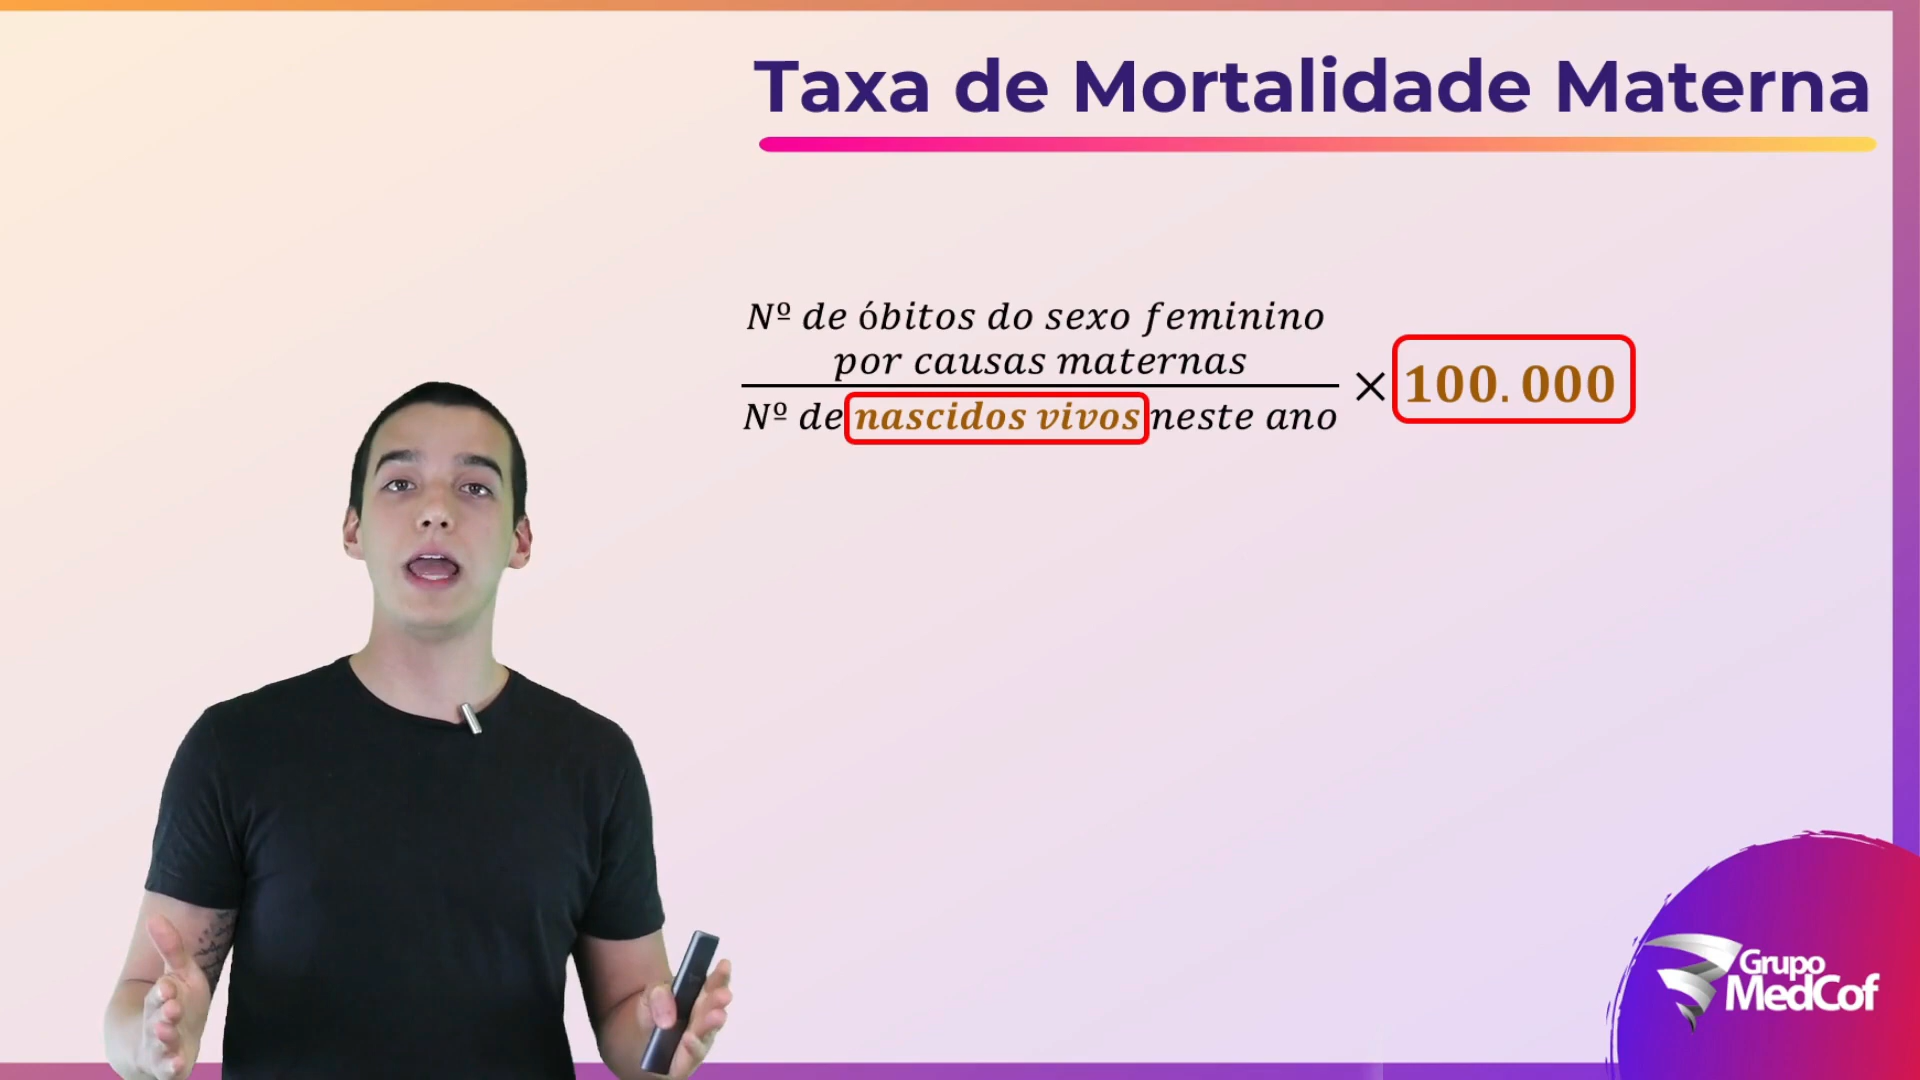 Taxa de Mortalidade Materna
Nº de óbitos do sexo feminino
por causas maternas
Nº de nascidos vivos neste ano
× 100.000
Grupo
MedCof